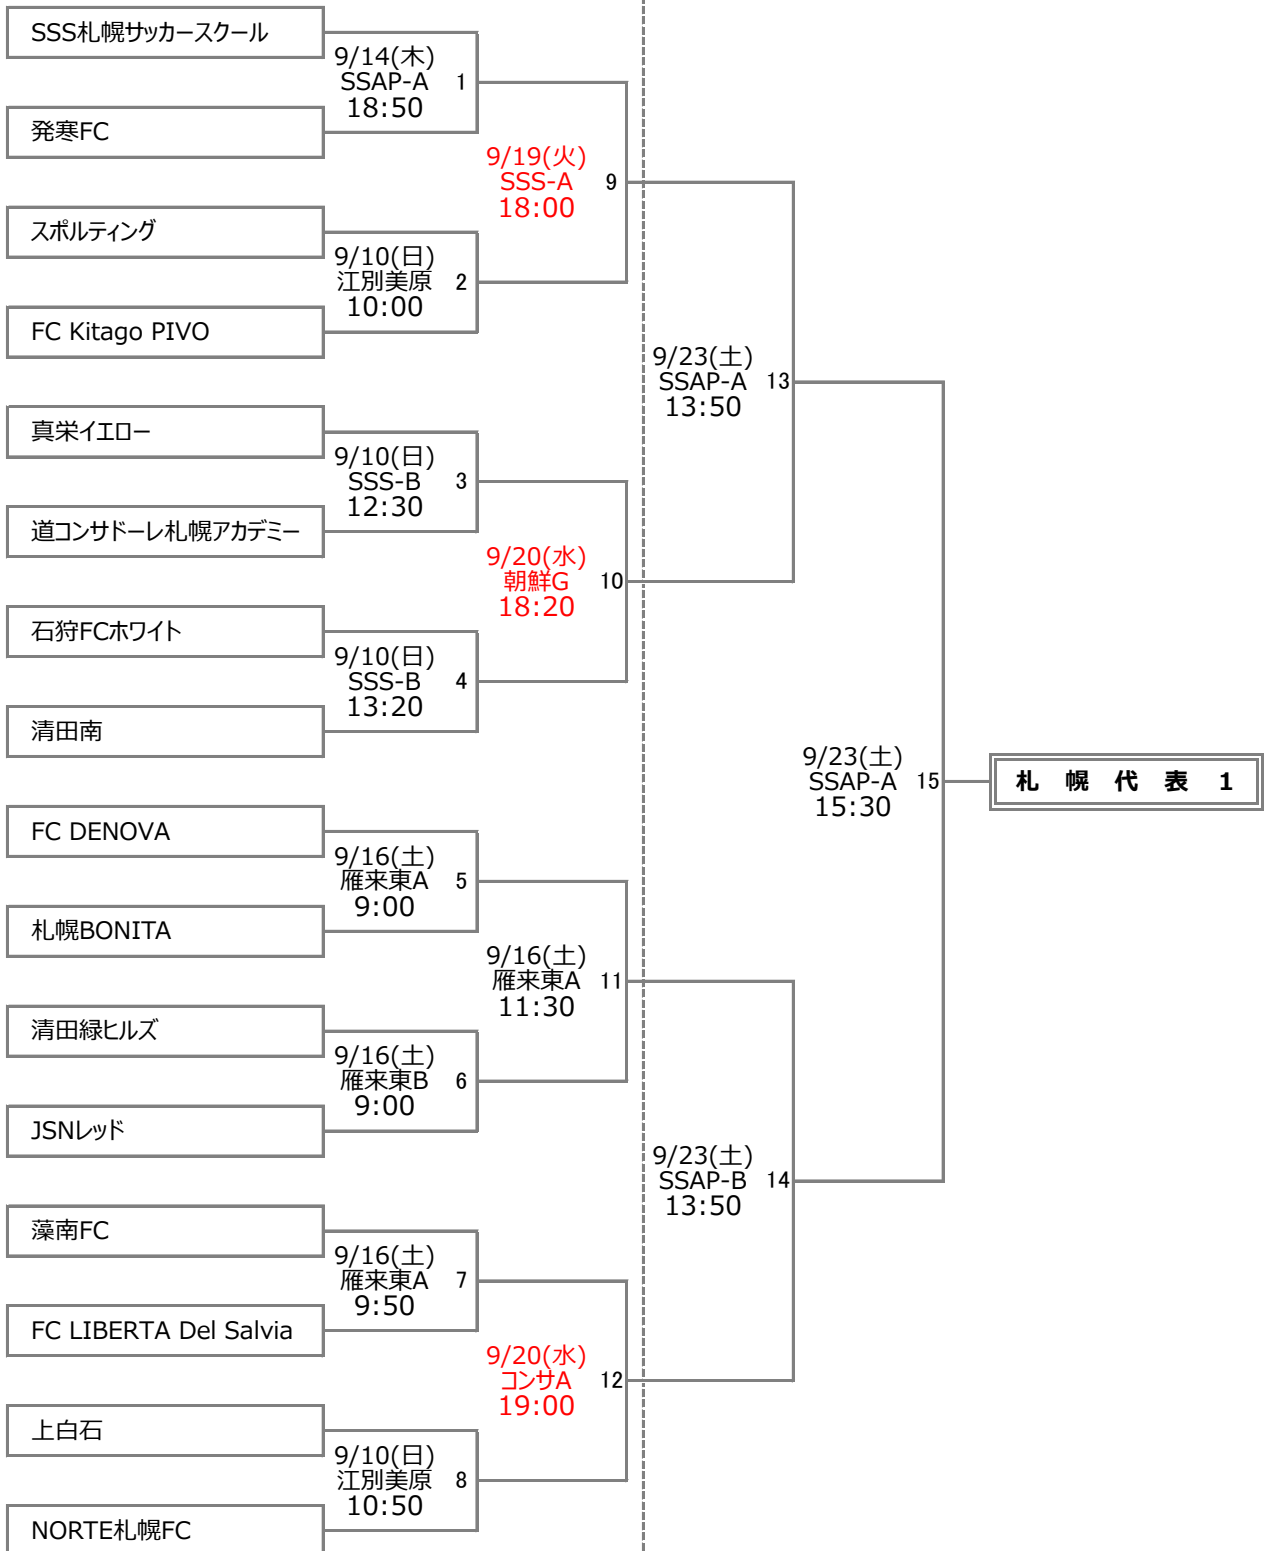 SSS札幌サッカースクール
9/14(木)
SSAP-A 1
18:50
発寒FC
9/19(火)
SSS-A 9
18:00
スポルティング
9/10(日)
江別美原 2
10:00
FC Kitago PIVO
9/23(土)
SSAP-A 13
13:50
真栄イエロー
9/10(日)
SSS-B 3
12:30
道コンサドーレ札幌アカデミー
9/20(水)
朝鮮G 10
18:20
石狩FCホワイト
9/10(日)
SSS-B 4
13:20
清田南
9/23(土)
SSAP-A 15
15:30
札 幌 代 表 1
FC DENOVA
9/16(土)
雁来東A 5
9:00
札幌BONITA
9/16(土)
雁来東A 11
11:30
清田緑ヒルズ
9/16(土)
雁来東B 6
9:00
JSNレッド
9/23(土)
SSAP-B 14
13:50
藻南FC
9/16(土)
雁来東A 7
9:50
FC LIBERTA Del Salvia
9/20(水)
コンサA 12
19:00
上白石
9/10(日)
江別美原 8
10:50
NORTE札幌FC